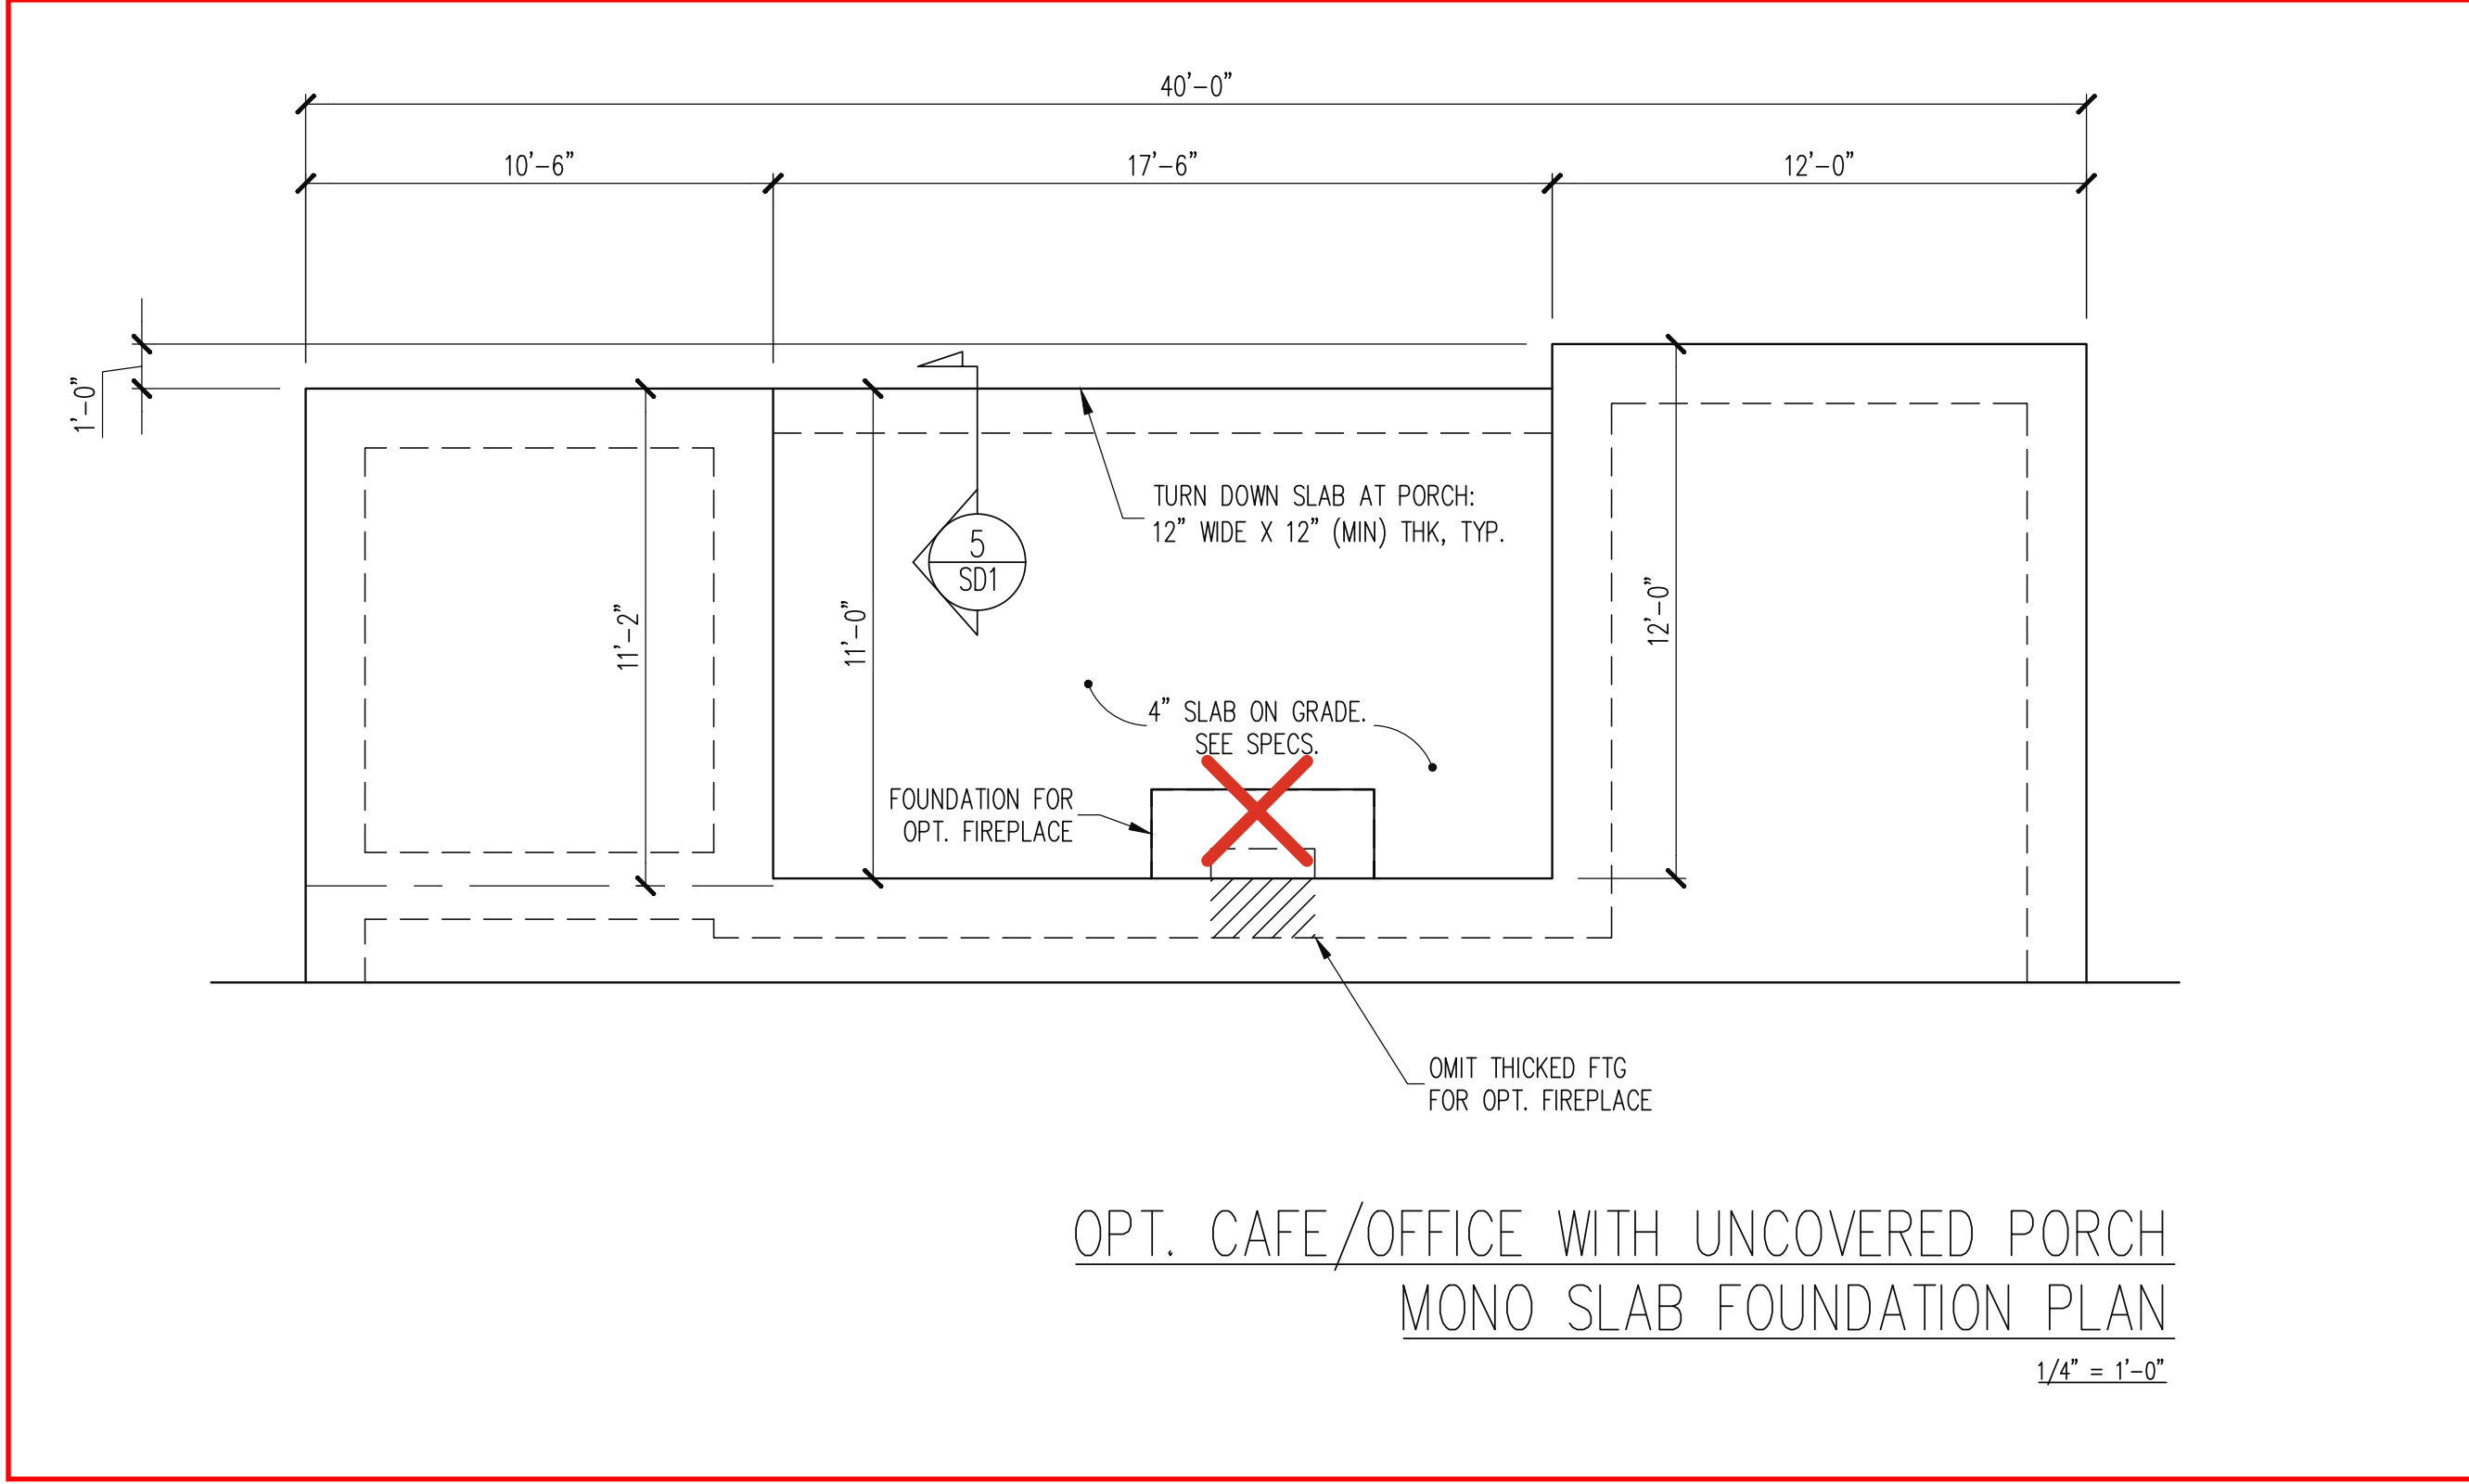 40'-0"
10'-6"
17'-6"
12'-0"
1'-0"
TURN DOWN SLAB AT PORCH:
12" WIDE X 12" (MIN) THK, TYP.
5
SD1
11'-2"
11'-0"
12'-0"
4" SLAB ON GRADE.
SEE SPECS.
FOUNDATION FOR
OPT. FIREPLACE
OMIT THICKED FTG
FOR OPT. FIREPLACE
OPT. CAFE/OFFICE WITH UNCOVERED PORCH
MONO SLAB FOUNDATION PLAN
1/4" = 1'-0"